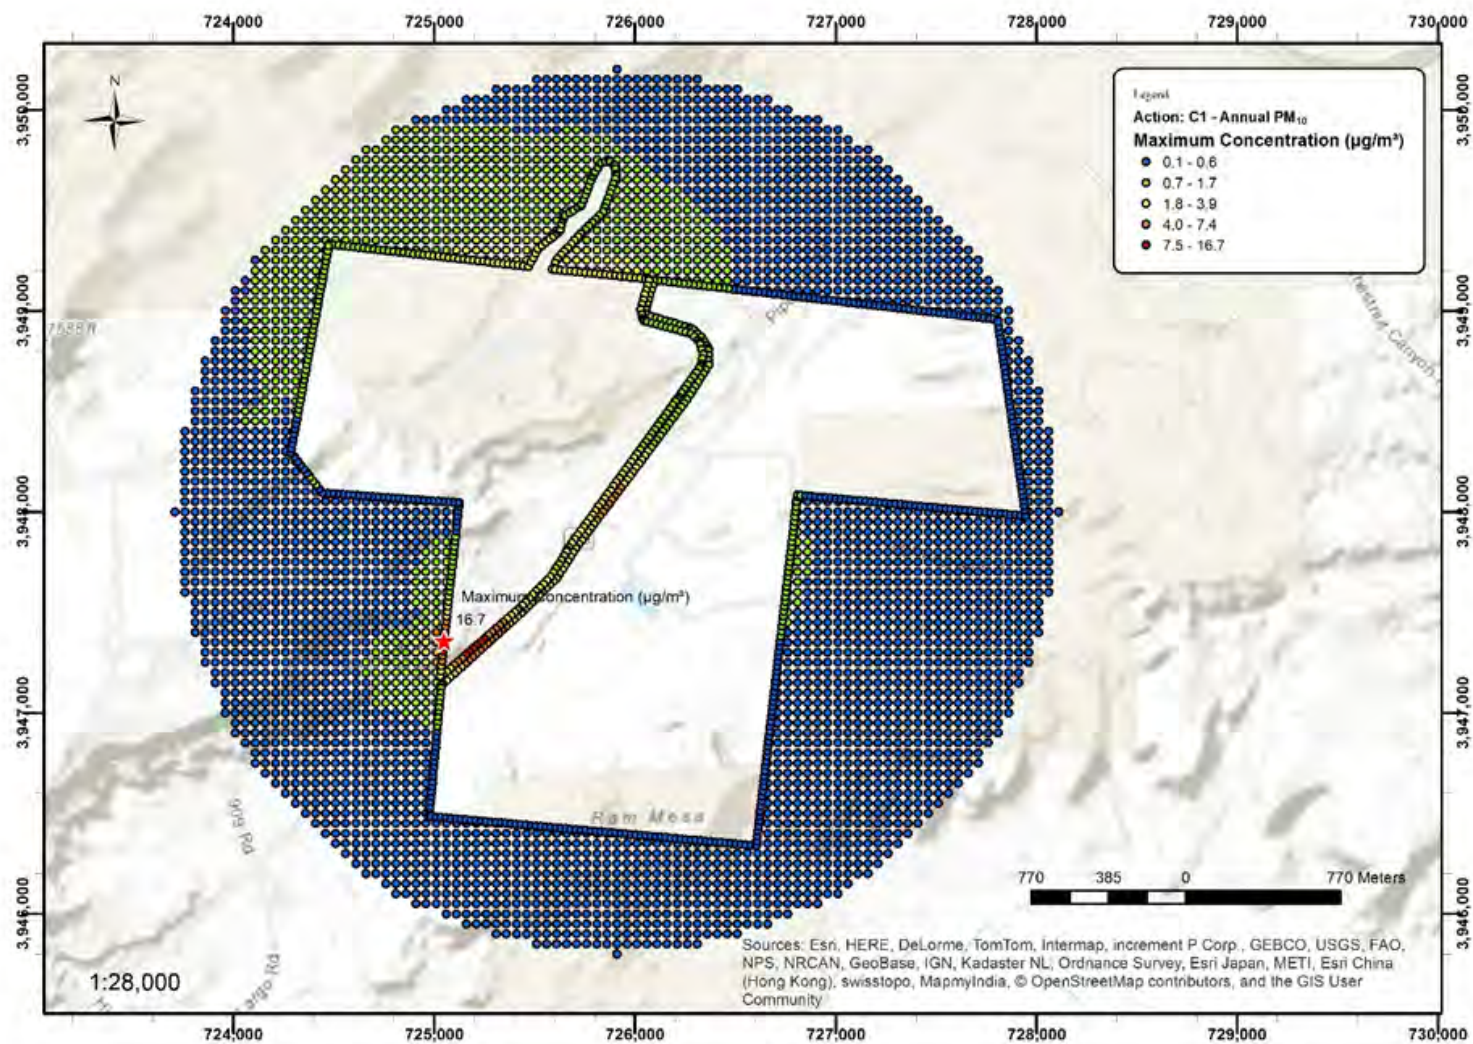 724,000 725,000 726,000 727,000 728,000 729,000 730,000
N
3,950,000
3,950,000
Legend
Action: C1 - Annual PM₁₀
Maximum Concentration (µg/m³)
0.1 - 0.6
0.7 - 1.7
1.8 - 3.9
4.0 - 7.4
7.5 - 16.7
3,949,000
3,949,000
7588 ft
Canyon
3,948,000
3,948,000
Maximum Concentration (µg/m³)
16.7
3,947,000
3,947,000
Ram Mesa
609 Rd
770 385 0 770 Meters
3,946,000
3,946,000
Sources: Esri, HERE, DeLorme, TomTom, Intermap, increment P Corp., GEBCO, USGS, FAO,
NPS, NRCAN, GeoBase, IGN, Kadaster NL, Ordnance Survey, Esri Japan, METI, Esri China
(Hong Kong), swisstopo, MapmyIndia, © OpenStreetMap contributors, and the GIS User
Community
1:28,000
argo Rd
724,000 725,000 726,000 727,000 728,000 729,000 730,000